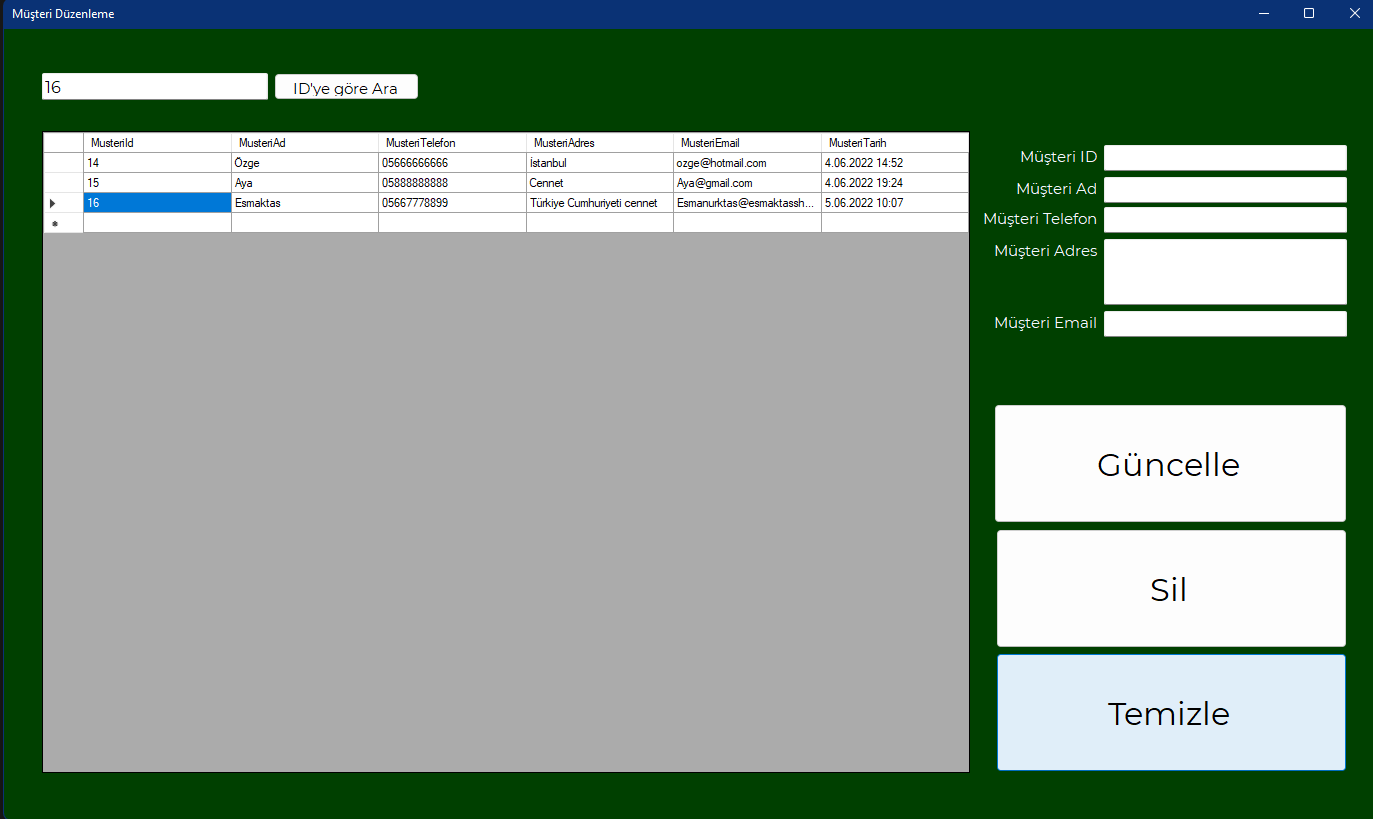 Müşteri Düzenleme
16
ID'ye göre Ara
MusteriId MusteriAd MusteriTelefon MusteriAdres MusteriEmail MusteriTarih
14 Özge 05666666666 İstanbul ozge@hotmail.com 4.06.2022 14:52
15 Aya 05888888888 Cennet Aya@gmail.com 4.06.2022 19:24
16 Esmaktas 05667778899 Türkiye Cumhuriyeti cennet Esmanurktas@esmaktassh... 5.06.2022 10:07
Müşteri ID
Müşteri Ad
Müşteri Telefon
Müşteri Adres
Müşteri Email
Güncelle
Sil
Temizle